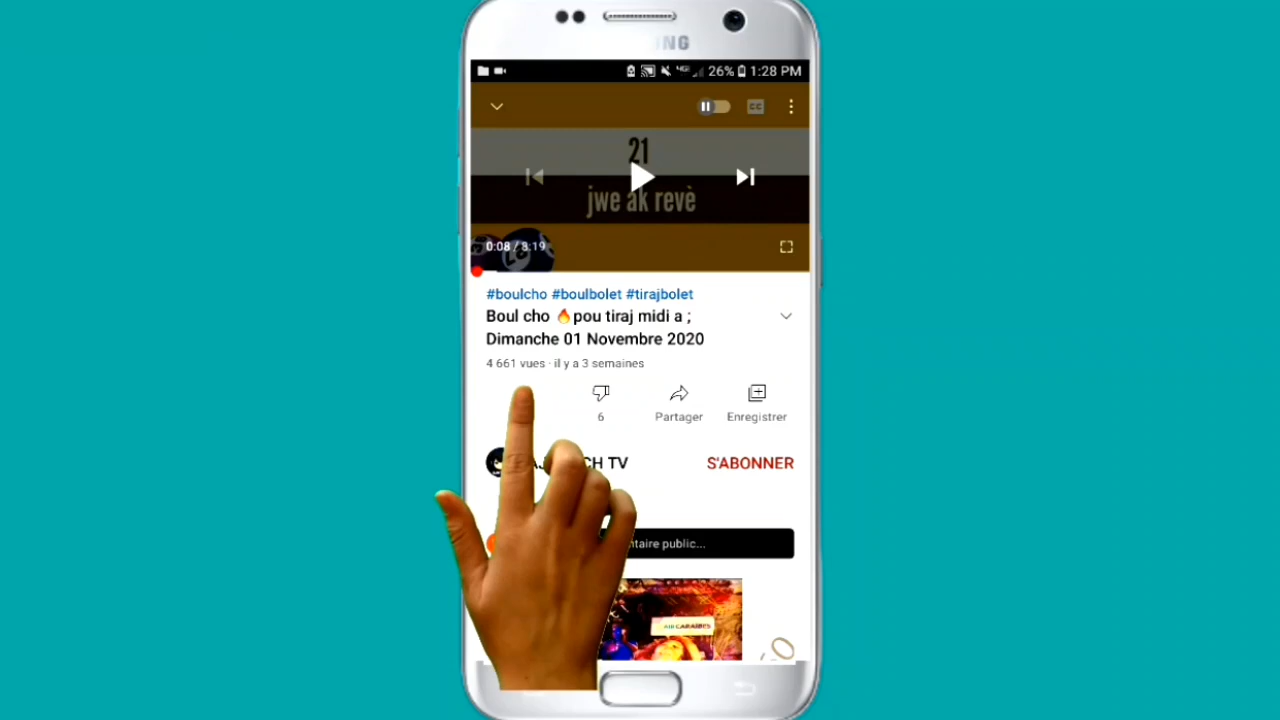 NG
26% 1:28 PM
CC
21
jwe ak revè
0:08 / 8:19
#boulcho #boulbolet #tirajbolet
Boul cho 🔥pou tiraj midi a ;
Dimanche 01 Novembre 2020
4 661 vues · il y a 3 semaines
6 Partager Enregistrer
CH TV S'ABONNER
ntaire public...
AIR CARAÏBES